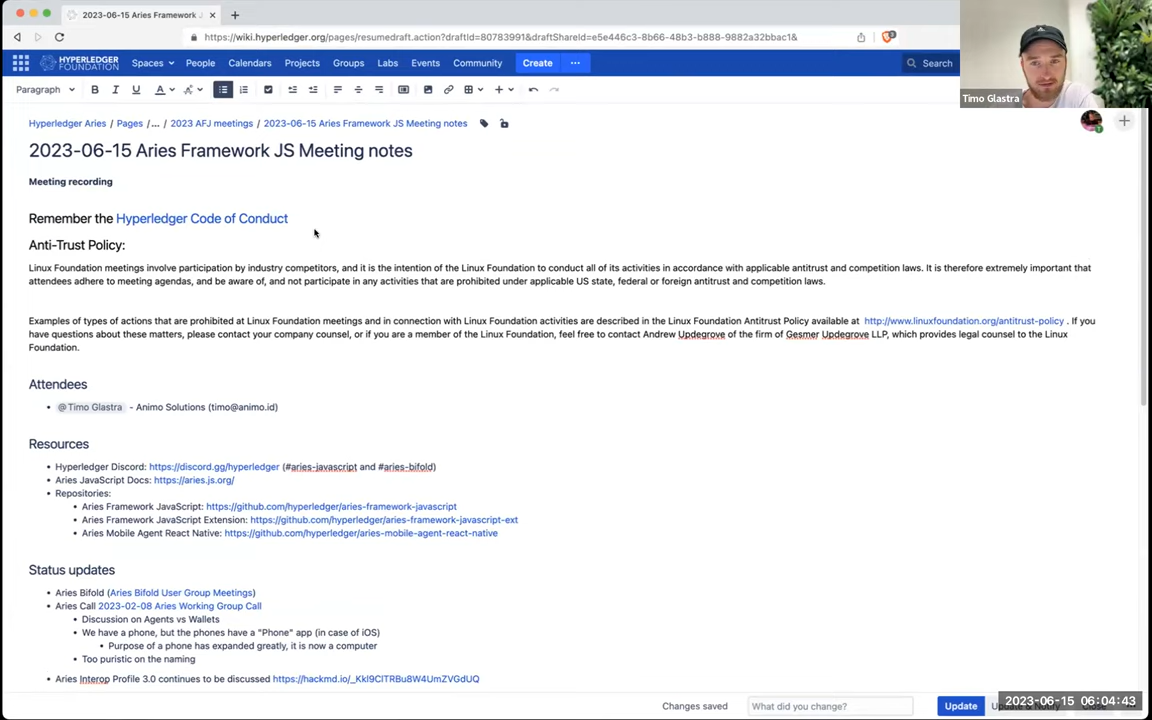 2023-06-15 Aries Framework J
https://wiki.hyperledger.org/pages/resumedraft.action?draftId=80783991&draftShareId=e5e446c3-8b66-48b3-b888-9882a32bbac1&
HYPERLEDGER FOUNDATION Spaces People Calendars Projects Groups Labs Events Community Create ... Search
Paragraph B I U A
Timo Glastra
Hyperledger Aries / Pages /... / 2023 AFJ meetings / 2023-06-15 Aries Framework JS Meeting notes
2023-06-15 Aries Framework JS Meeting notes
Meeting recording
Remember the Hyperledger Code of Conduct
Anti-Trust Policy:
Linux Foundation meetings involve participation by industry competitors, and it is the intention of the Linux Foundation to conduct all of its activities in accordance with applicable antitrust and competition laws. It is therefore extremely important that
attendees adhere to meeting agendas, and be aware of, and not participate in any activities that are prohibited under applicable US state, federal or foreign antitrust and competition laws.
Examples of types of actions that are prohibited at Linux Foundation meetings and in connection with Linux Foundation activities are described in the Linux Foundation Antitrust Policy available at http://www.linuxfoundation.org/antitrust-policy . If you
have questions about these matters, please contact your company counsel, or if you are a member of the Linux Foundation, feel free to contact Andrew Updegrove of the firm of Gesmer Updegrove LLP, which provides legal counsel to the Linux
Foundation.
Attendees
• @Timo Glastra - Animo Solutions (timo@animo.id)
Resources
• Hyperledger Discord: https://discord.gg/hyperledger (#aries-javascript and #aries-bifold)
• Aries JavaScript Docs: https://aries.js.org/
• Repositories:
• Aries Framework JavaScript: https://github.com/hyperledger/aries-framework-javascript
• Aries Framework JavaScript Extension: https://github.com/hyperledger/aries-framework-javascript-ext
• Aries Mobile Agent React Native: https://github.com/hyperledger/aries-mobile-agent-react-native
Status updates
• Aries Bifold (Aries Bifold User Group Meetings)
• Aries Call 2023-02-08 Aries Working Group Call
• Discussion on Agents vs Wallets
• We have a phone, but the phones have a "Phone" app (in case of iOS)
• Purpose of a phone has expanded greatly, it is now a computer
• Too puristic on the naming
• Aries Interop Profile 3.0 continues to be discussed https://hackmd.io/_Kkl9ClTRBu8W4UmZVGdUQ
Changes saved What did you change? Update
2023-06-15 06:04:43